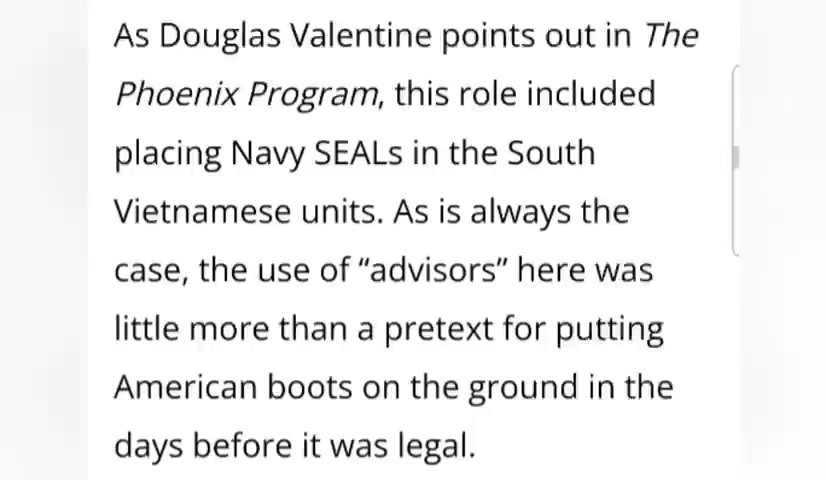 As Douglas Valentine points out in The
Phoenix Program, this role included
placing Navy SEALs in the South
Vietnamese units. As is always the
case, the use of “advisors” here was
little more than a pretext for putting
American boots on the ground in the
days before it was legal.